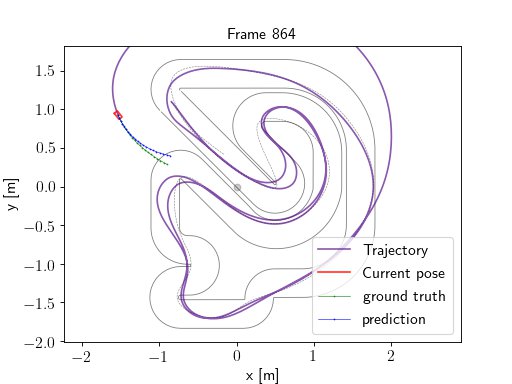 Frame 864
y [m]
1.5
1.0
0.5
0.0
−0.5
−1.0
−1.5
−2.0
Trajectory
Current pose
ground truth
prediction
−2 −1 0 1 2
x [m]